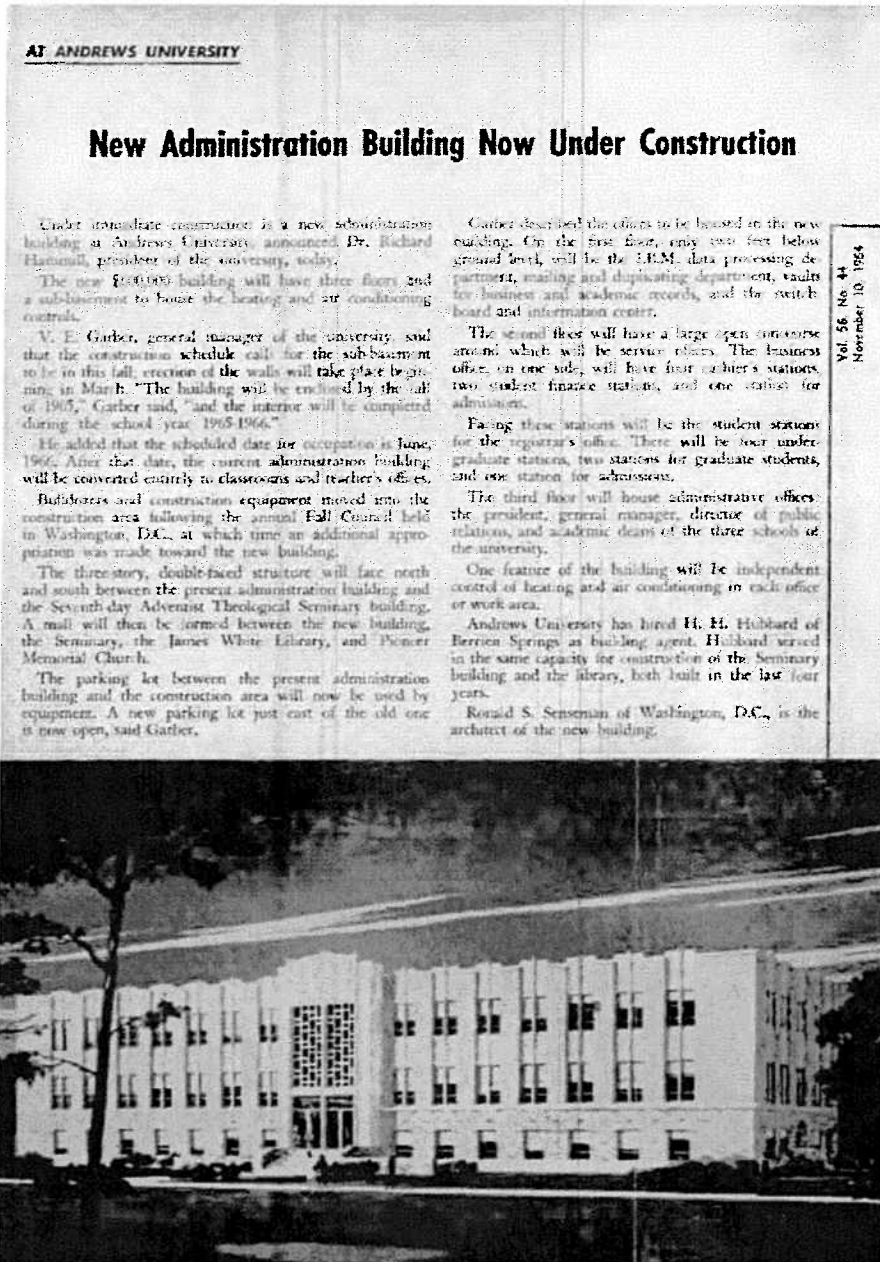 AT ANDREWS UNIVERSITY
New Administration Building Now Under Construction
Under immediate construction is a new administration
building at Andrews University, announced Dr. Richard
Hammill, president of the university, today.
The new building will have three floors and
a sub-basement to house the heating and air conditioning
controls.
V. E. Garber, general manager of the university, said
that the construction schedule calls for the sub-basement
to be in this fall; erection of the walls will take place begin-
ning in March. "The building will be enclosed by the fall
of 1965," Garber said, "and the interior will be completed
during the school year 1965-1966."
He added that the scheduled date for occupation is June,
1966. After that date, the current administration building
will be converted entirely to classrooms and teacher's offices.
and construction equipment moved into the
construction area following the annual Fall Council held
in Washington, D.C., at which time an additional appro-
priation was made toward the new building.
The three-story, double-faced structure will face north
and south between the present administration building and
the Seventh-day Adventist Theological Seminary building.
A mall will then be formed between the new building,
the Seminary, the James White Library, and Pioneer
Memorial Church.
The parking lot between the present administration
building and the construction area will now be used by
equipment. A new parking lot just east of the old one
is now open, said Garber.
Garber described the offices to be housed in the new
building. On the first floor, only two feet below
ground level, will be the I.B.M. data processing de-
partment, mailing and duplicating department, vaults
for business and academic records, and the switch-
board and information center.
The second floor will have a large open concourse
around which will be service offices. The business
office, on one side, will have four cashier's stations,
two student finance stations, and one station for
admissions.
Facing these stations will be the student stations
for the registrar's office. There will be four under-
graduate stations, two stations for graduate students,
and one station for admissions.
The third floor will house administrative offices:
the president, general manager, director of public
relations, and academic deans of the three schools of
the university.
One feature of the building will be independent
control of heating and air conditioning in each office
or work area.
Andrews University has hired H. H. Hubbard of
Berrien Springs as building agent. Hubbard served
in the same capacity for construction of the Seminary
building and the library, both built in the last four
years.
Ronald S. Senseman of Washington, D.C., is the
architect of the new building.
Vol. 56, No. 44
November 10, 1964